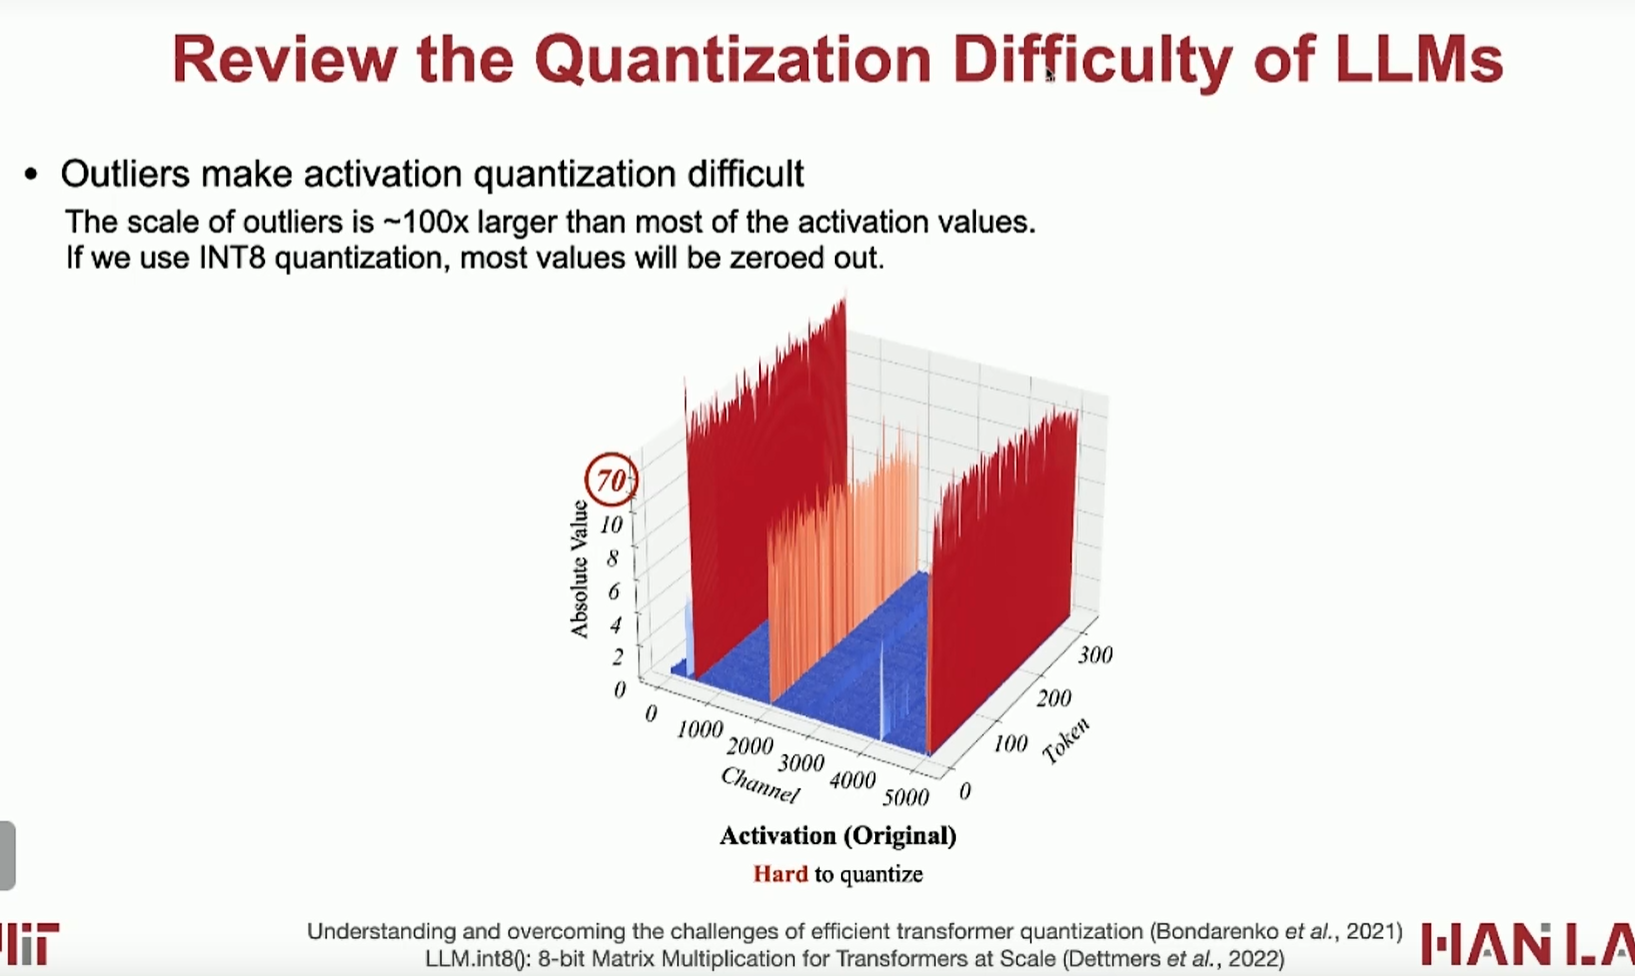 Review the Quantization Difficulty of LLMs
• Outliers make activation quantization difficult
The scale of outliers is ~100x larger than most of the activation values.
If we use INT8 quantization, most values will be zeroed out.
70
10
8
6
4
2
0
Absolute Value
0
1000
2000
3000
4000
5000
Channel
0
100
200
300
Token
Activation (Original)
Hard to quantize
Understanding and overcoming the challenges of efficient transformer quantization (Bondarenko et al., 2021)
LLM.int8(): 8-bit Matrix Multiplication for Transformers at Scale (Dettmers et al., 2022)
HAN LA